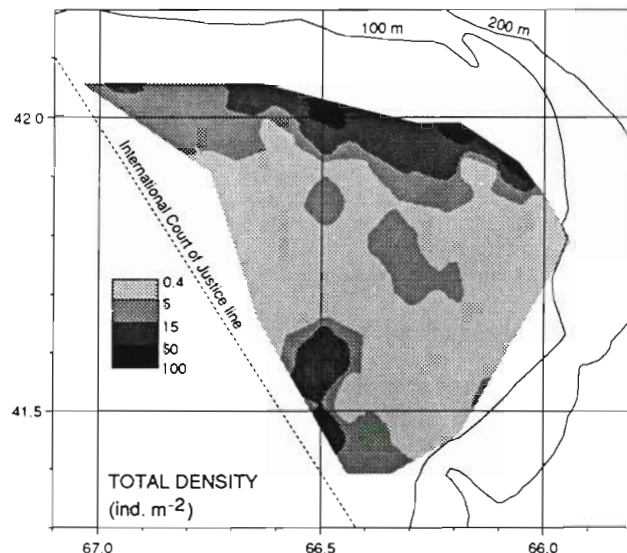 100 m
200 m
42.0
International Court of Justice line
0.4
5
15
50
100
41.5
TOTAL DENSITY
(ind. m⁻²)
67.0
66.5
66.0